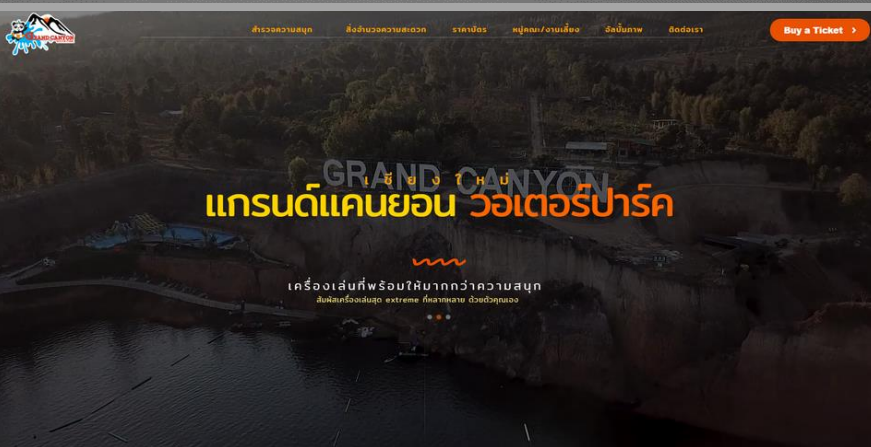 GRAND CANYON
สำรวจความสนุก สิ่งอำนวยความสะดวก ราคาบัตร หมู่คณะ/งานเลี้ยง อัลบั้มภาพ ติดต่อเรา Buy a Ticket
GRAND CANYON
เชียงใหม่
แกรนด์แคนยอน วอเตอร์ปาร์ค
เครื่องเล่นที่พร้อมให้มากกว่าความสนุก
สัมผัสเครื่องเล่นสุด extreme ที่หลากหลาย ด้วยตัวคุณเอง